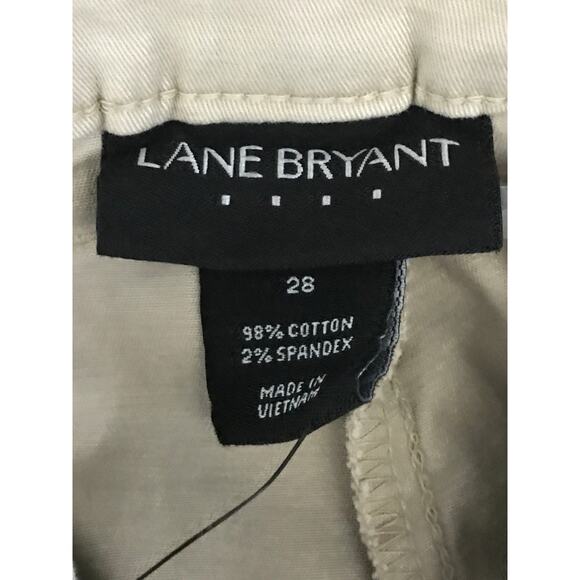 LANE BRYANT
28
98% COTTON
2% SPANDEX
MADE IN
VIETNAM